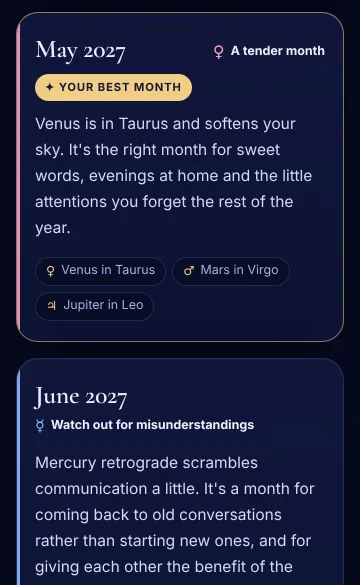 May 2027
♀ A tender month
✦ YOUR BEST MONTH
Venus is in Taurus and softens your
sky. It's the right month for sweet
words, evenings at home and the little
attentions you forget the rest of the
year.
♀ Venus in Taurus
♂ Mars in Virgo
♃ Jupiter in Leo
June 2027
☿ Watch out for misunderstandings
Mercury retrograde scrambles
communication a little. It's a month for
coming back to old conversations
rather than starting new ones, and for
giving each other the benefit of the